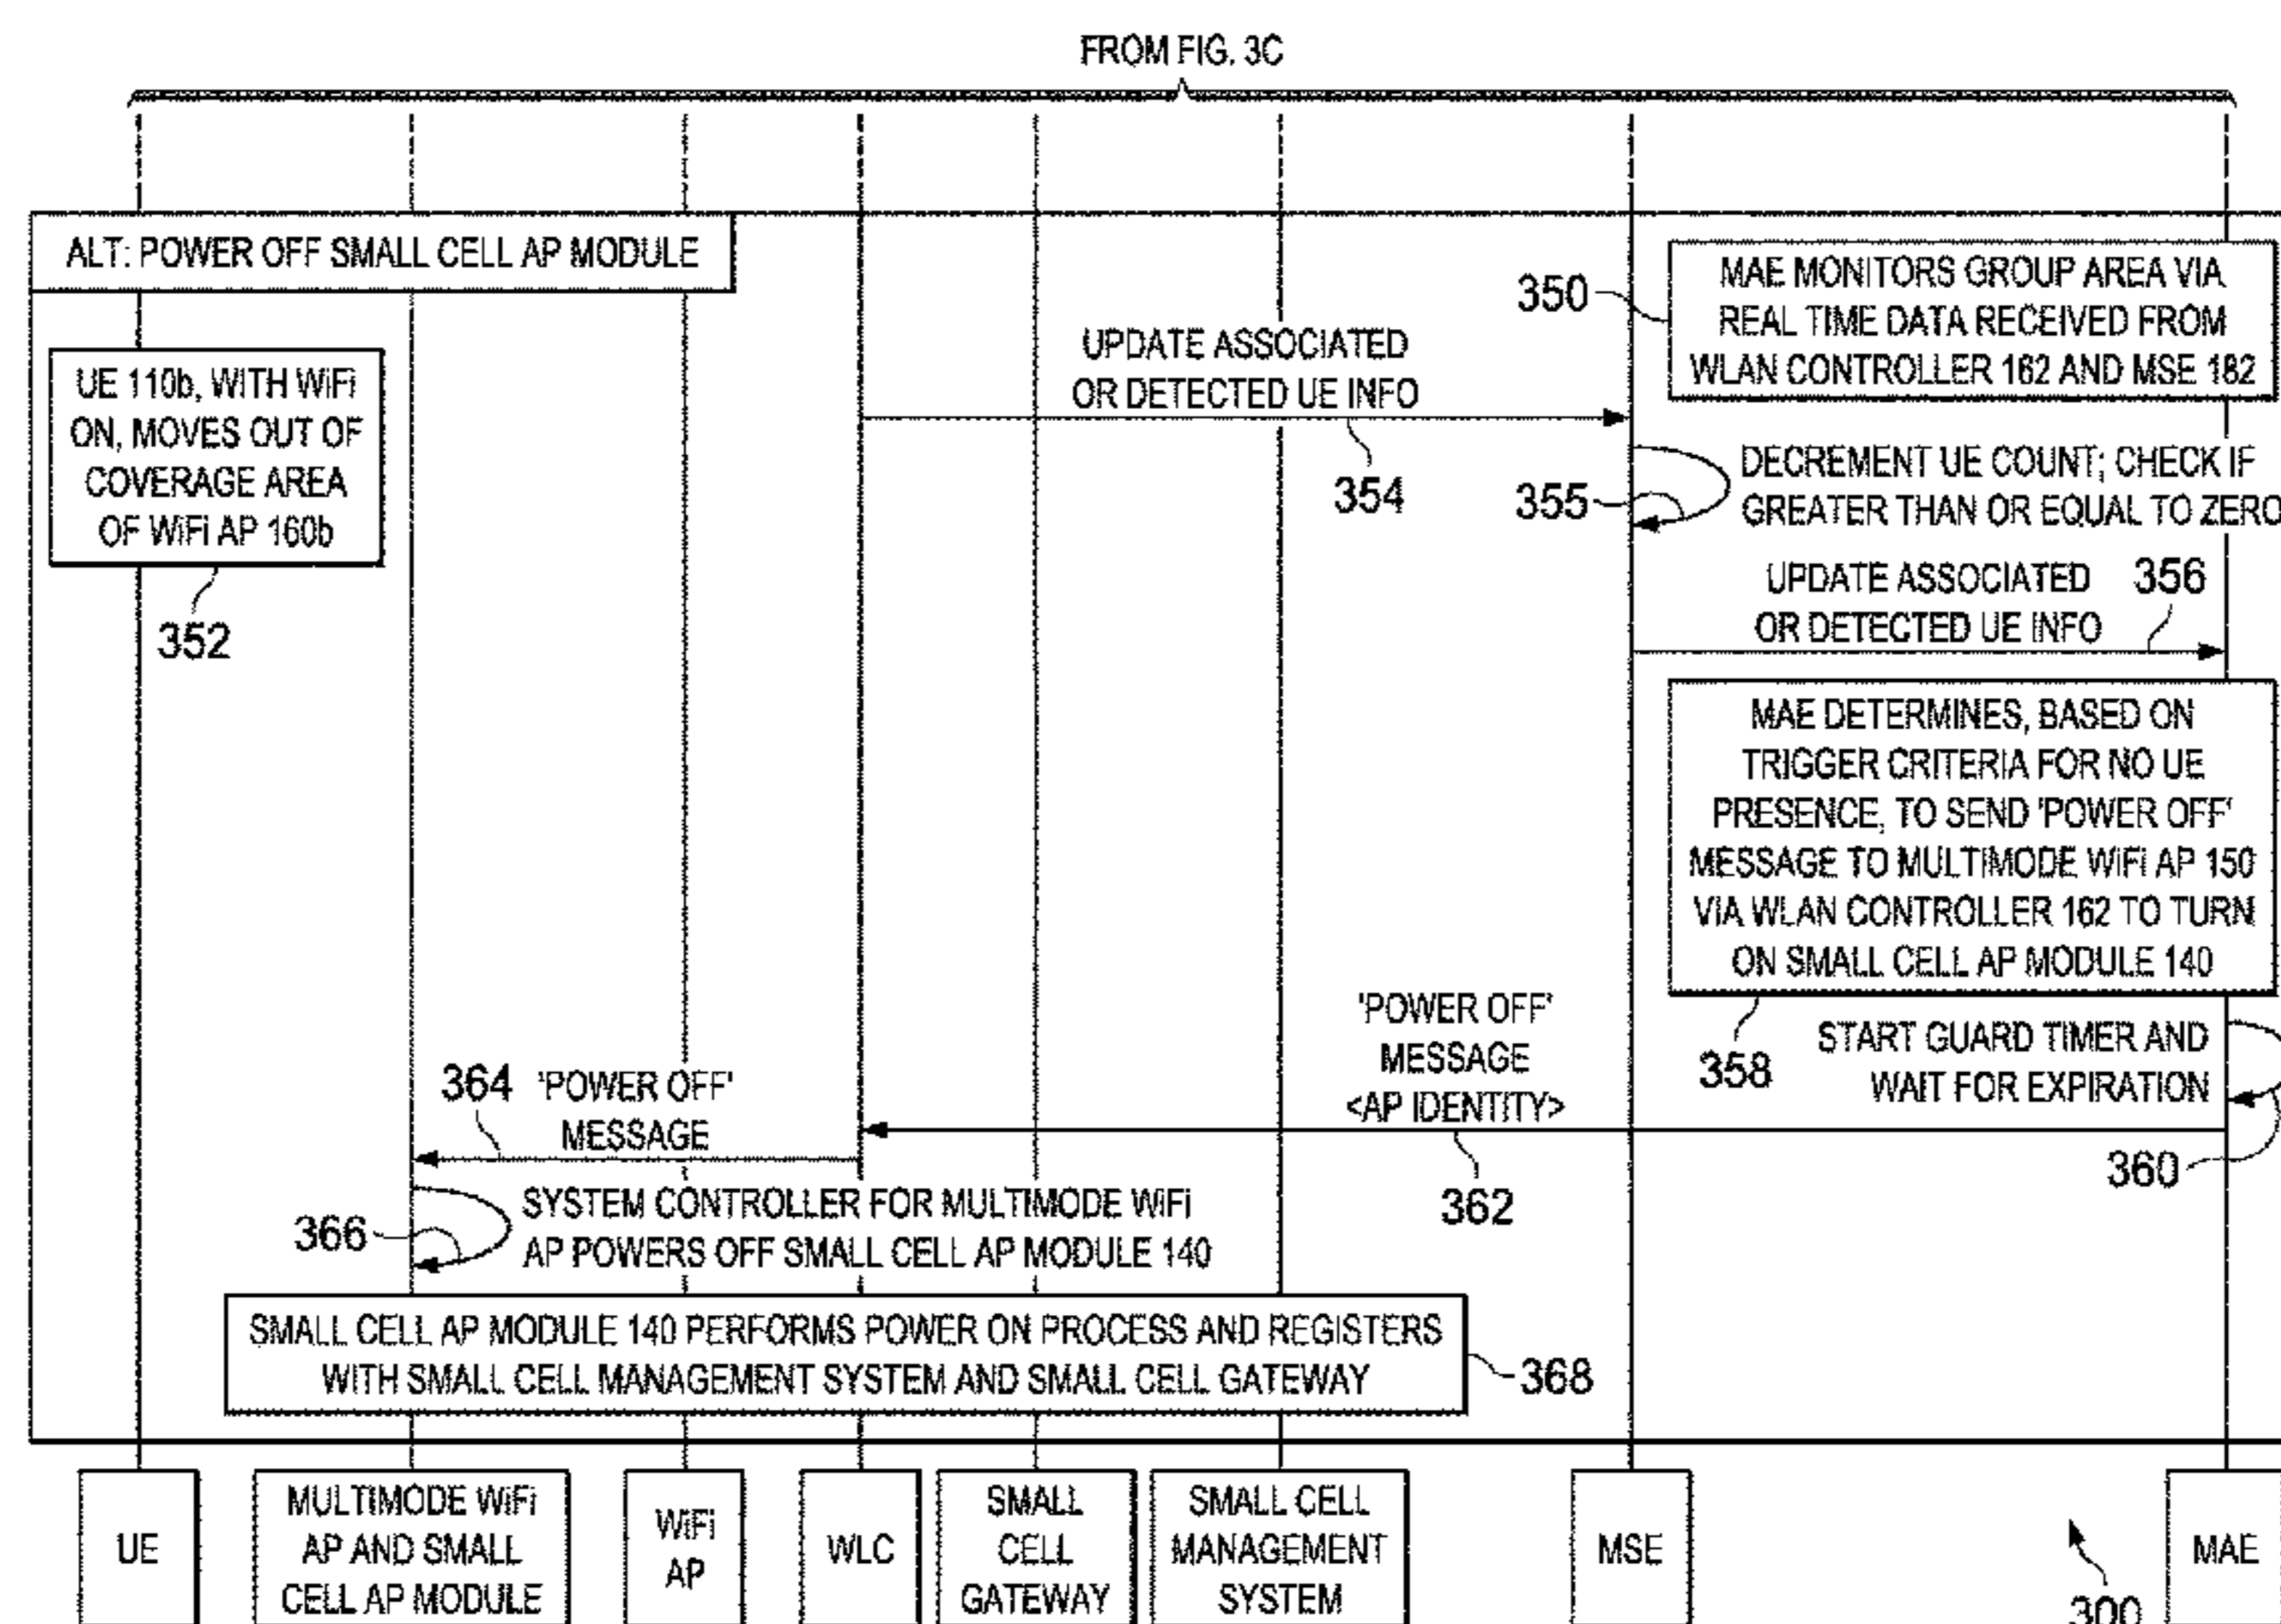 FROM FIG. 3C
ALT: POWER OFF SMALL CELL AP MODULE
350
MAE MONITORS GROUP AREA VIA
REAL TIME DATA RECEIVED FROM
WLAN CONTROLLER 162 AND MSE 182
UE 110b, WITH WiFi
ON, MOVES OUT OF
COVERAGE AREA
OF WiFi AP 160b
352
UPDATE ASSOCIATED
OR DETECTED UE INFO
354
355
DECREMENT UE COUNT; CHECK IF
GREATER THAN OR EQUAL TO ZERO
UPDATE ASSOCIATED
OR DETECTED UE INFO
356
MAE DETERMINES, BASED ON
TRIGGER CRITERIA FOR NO UE
PRESENCE, TO SEND 'POWER OFF'
MESSAGE TO MULTIMODE WiFi AP 150
VIA WLAN CONTROLLER 162 TO TURN
ON SMALL CELL AP MODULE 140
358
START GUARD TIMER AND
WAIT FOR EXPIRATION
360
'POWER OFF'
MESSAGE
<AP IDENTITY>
362
364
'POWER OFF'
MESSAGE
366
SYSTEM CONTROLLER FOR MULTIMODE WiFi
AP POWERS OFF SMALL CELL AP MODULE 140
SMALL CELL AP MODULE 140 PERFORMS POWER ON PROCESS AND REGISTERS
WITH SMALL CELL MANAGEMENT SYSTEM AND SMALL CELL GATEWAY
368
UE
MULTIMODE WiFi
AP AND SMALL
CELL AP MODULE
WiFi
AP
WLC
SMALL
CELL
GATEWAY
SMALL CELL
MANAGEMENT
SYSTEM
MSE
300
MAE